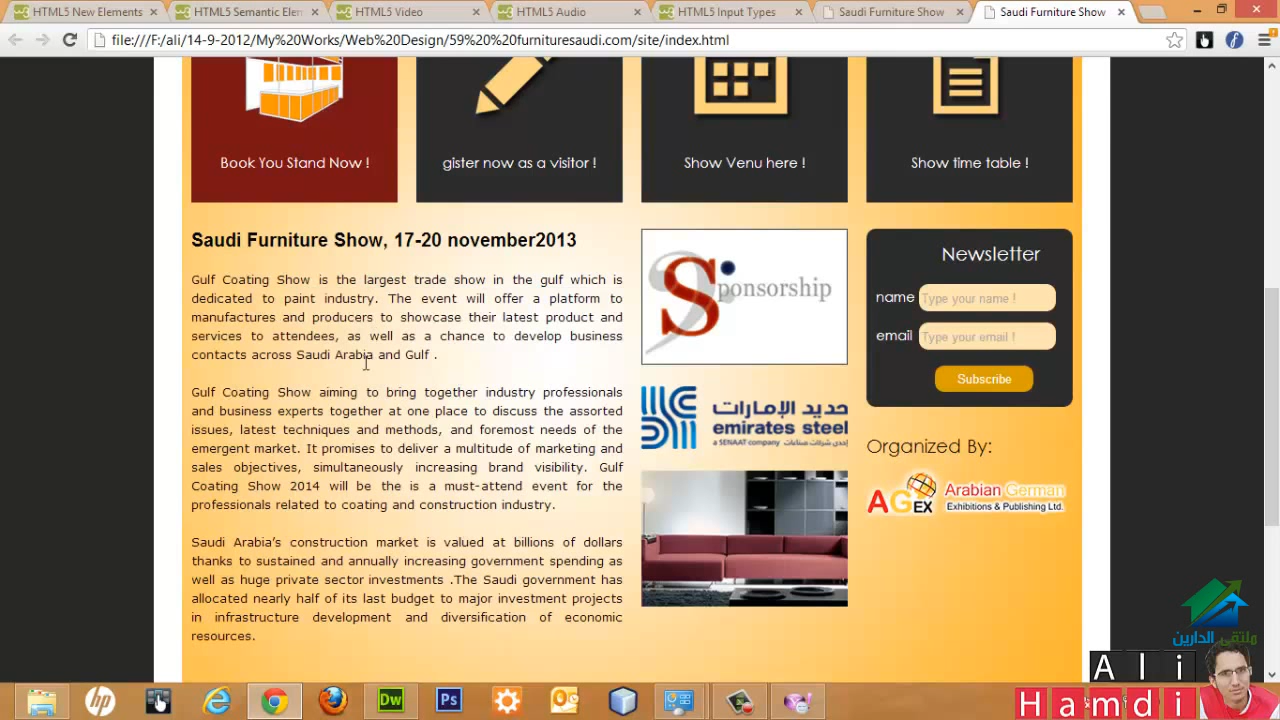 HTML5 New Elements
HTML5 Semantic Elem
HTML5 Video
HTML5 Audio
HTML5 Input Types
Saudi Furniture Show
Saudi Furniture Show
file:///F:/ali/14-9-2012/My%20Works/Web%20Design/59%20%20furnituresaudi.com/site/index.html
Book You Stand Now !
gister now as a visitor !
Show Venu here !
Show time table !
Saudi Furniture Show, 17-20 november2013
Gulf Coating Show is the largest trade show in the gulf which is
dedicated to paint industry. The event will offer a platform to
manufactures and producers to showcase their latest product and
services to attendees, as well as a chance to develop business
contacts across Saudi Arabia and Gulf .
Gulf Coating Show aiming to bring together industry professionals
and business experts together at one place to discuss the assorted
issues, latest techniques and methods, and foremost needs of the
emergent market. It promises to deliver a multitude of marketing and
sales objectives, simultaneously increasing brand visibility. Gulf
Coating Show 2014 will be the is a must-attend event for the
professionals related to coating and construction industry.
Saudi Arabia's construction market is valued at billions of dollars
thanks to sustained and annually increasing government spending as
well as huge private sector investments .The Saudi government has
allocated nearly half of its last budget to major investment projects
in infrastructure development and diversification of economic
resources.
Sponsorship
حديد الإمارات
emirates steel
a SENAAT company إحدى شركات صناعات
Newsletter
name Type your name !
email Type your email !
Subscribe
Organized By:
AGEX
Arabian German
Exhibitions & Publishing Ltd.
ملتقى الدارين
Ali
Hamdi
hp
Dw
Ps